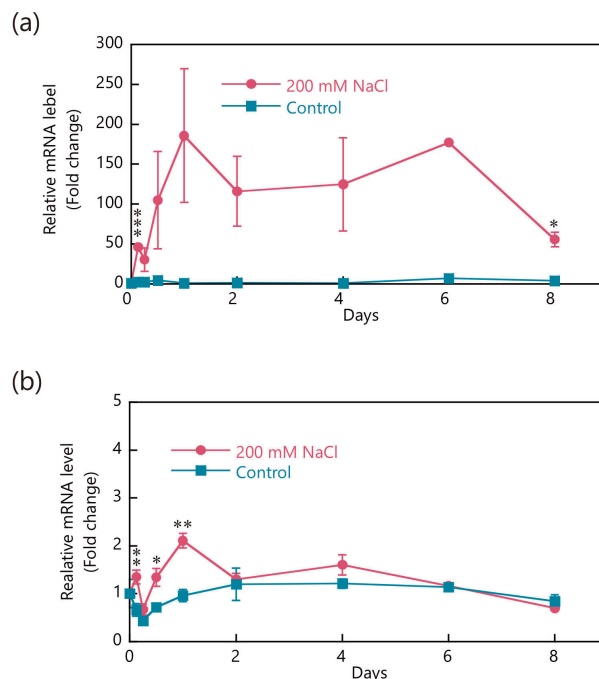 (a)
Relative mRNA lebel
(Fold change)
300
250
200
150
100
50
0
200 mM NaCl
Control
***
*
0
2
4
6
8
Days
(b)
Realative mRNA level
(Fold change)
5
4
3
2
1
0
200 mM NaCl
Control
**
*
**
0
2
4
6
8
Days